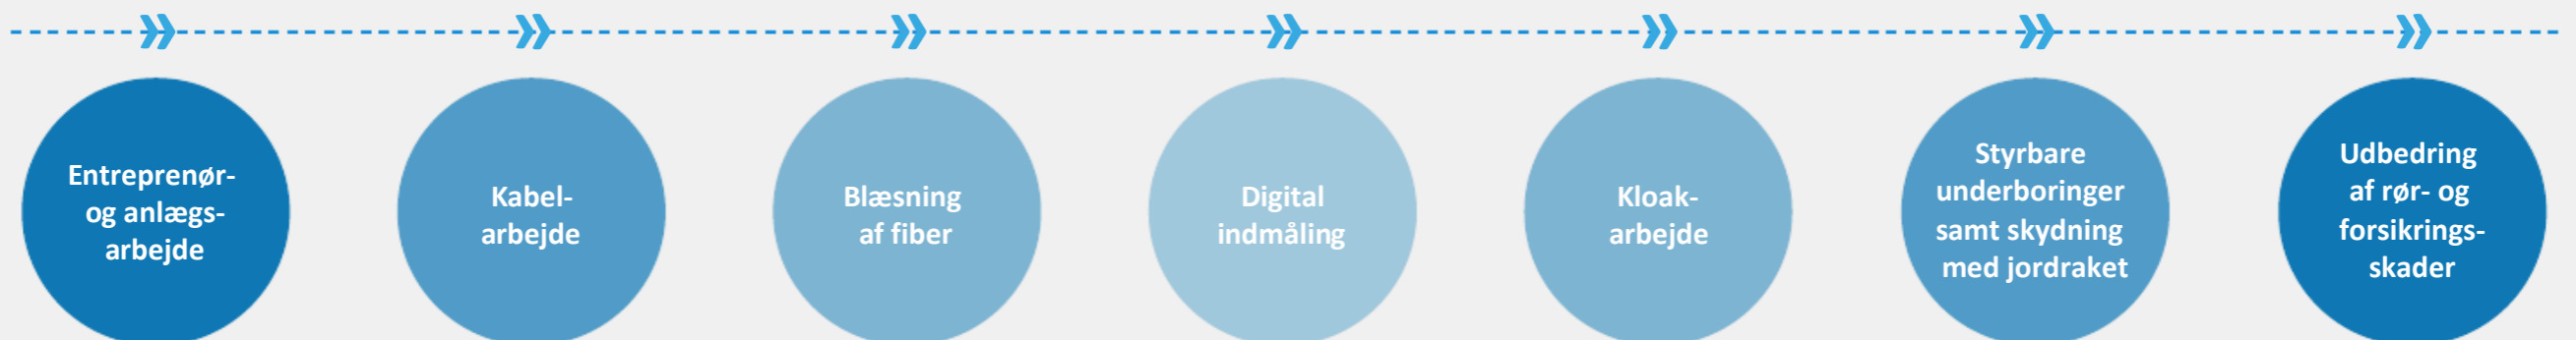 Entreprenør-
og anlægs-
arbejde
Kabel-
arbejde
Blæsning
af fiber
Digital
indmåling
Kloak-
arbejde
Styrbare
underboringer
samt skydning
med jordraket
Udbedring
af rør- og
forsikrings-
skader